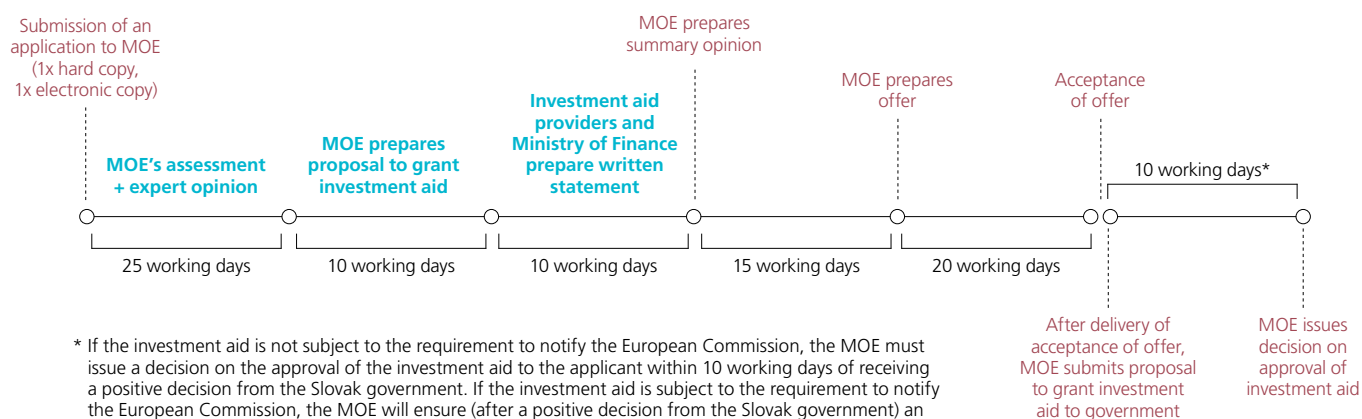 Submission of an
application to MOE
(1x hard copy,
1x electronic copy)
MOE prepares
summary opinion
MOE prepares
offer
Acceptance
of offer
MOE's assessment
+ expert opinion
MOE prepares
proposal to grant
investment aid
Investment aid
providers and
Ministry of Finance
prepare written
statement
10 working days*
25 working days
10 working days
10 working days
15 working days
20 working days
After delivery of
acceptance of offer,
MOE submits proposal
to grant investment
aid to government
MOE issues
decision on
approval of
investment aid
* If the investment aid is not subject to the requirement to notify the European Commission, the MOE must
issue a decision on the approval of the investment aid to the applicant within 10 working days of receiving
a positive decision from the Slovak government. If the investment aid is subject to the requirement to notify
the European Commission, the MOE will ensure (after a positive decision from the Slovak government) an